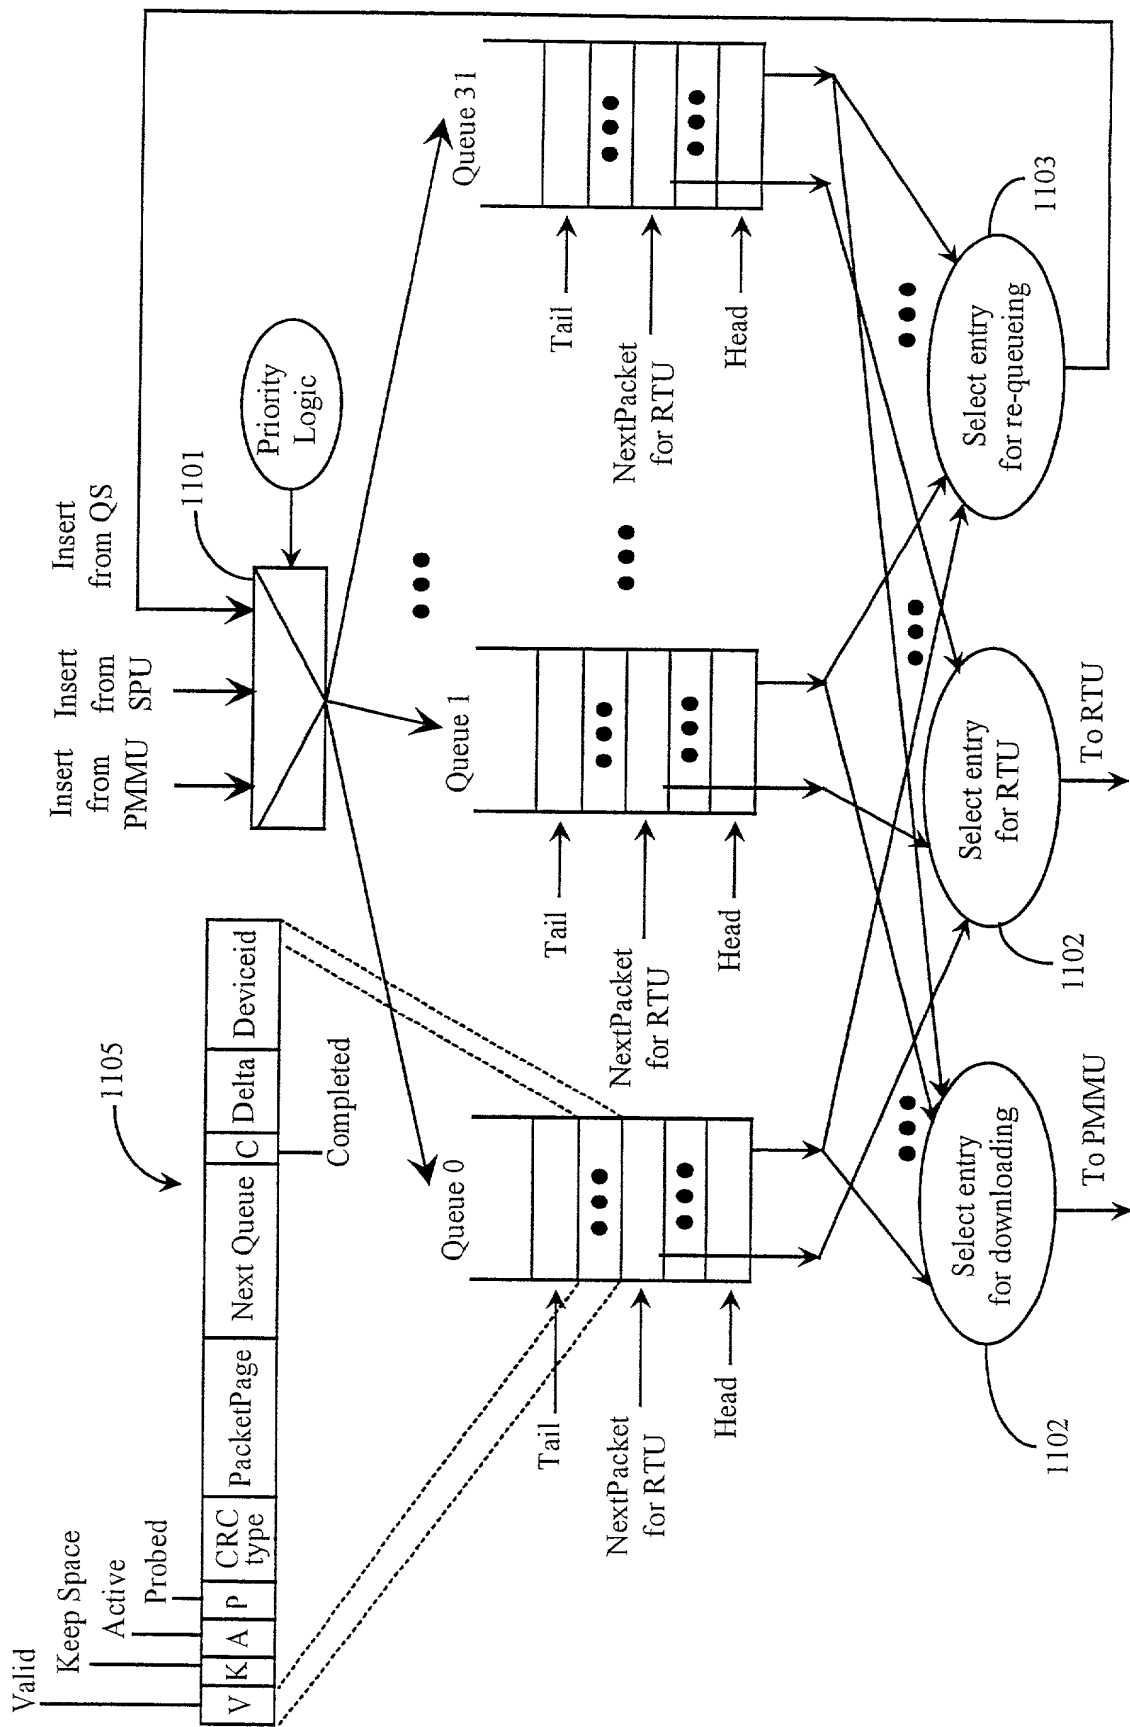 Valid
Keep Space
Active
Probed
V
K
A
P
CRC
type
PacketPage
Next Queue
C
Delta
Deviceid
Completed
1105
Insert
from
PMMU
Insert
from
SPU
Insert
from QS
1101
Priority
Logic
Queue 0
Queue 1
Queue 31
Tail
NextPacket
for RTU
Head
Tail
NextPacket
for RTU
Head
Tail
NextPacket
for RTU
Head
Select entry
for downloading
1102
To PMMU
Select entry
for RTU
1102
To RTU
Select entry
for re-queueing
1103